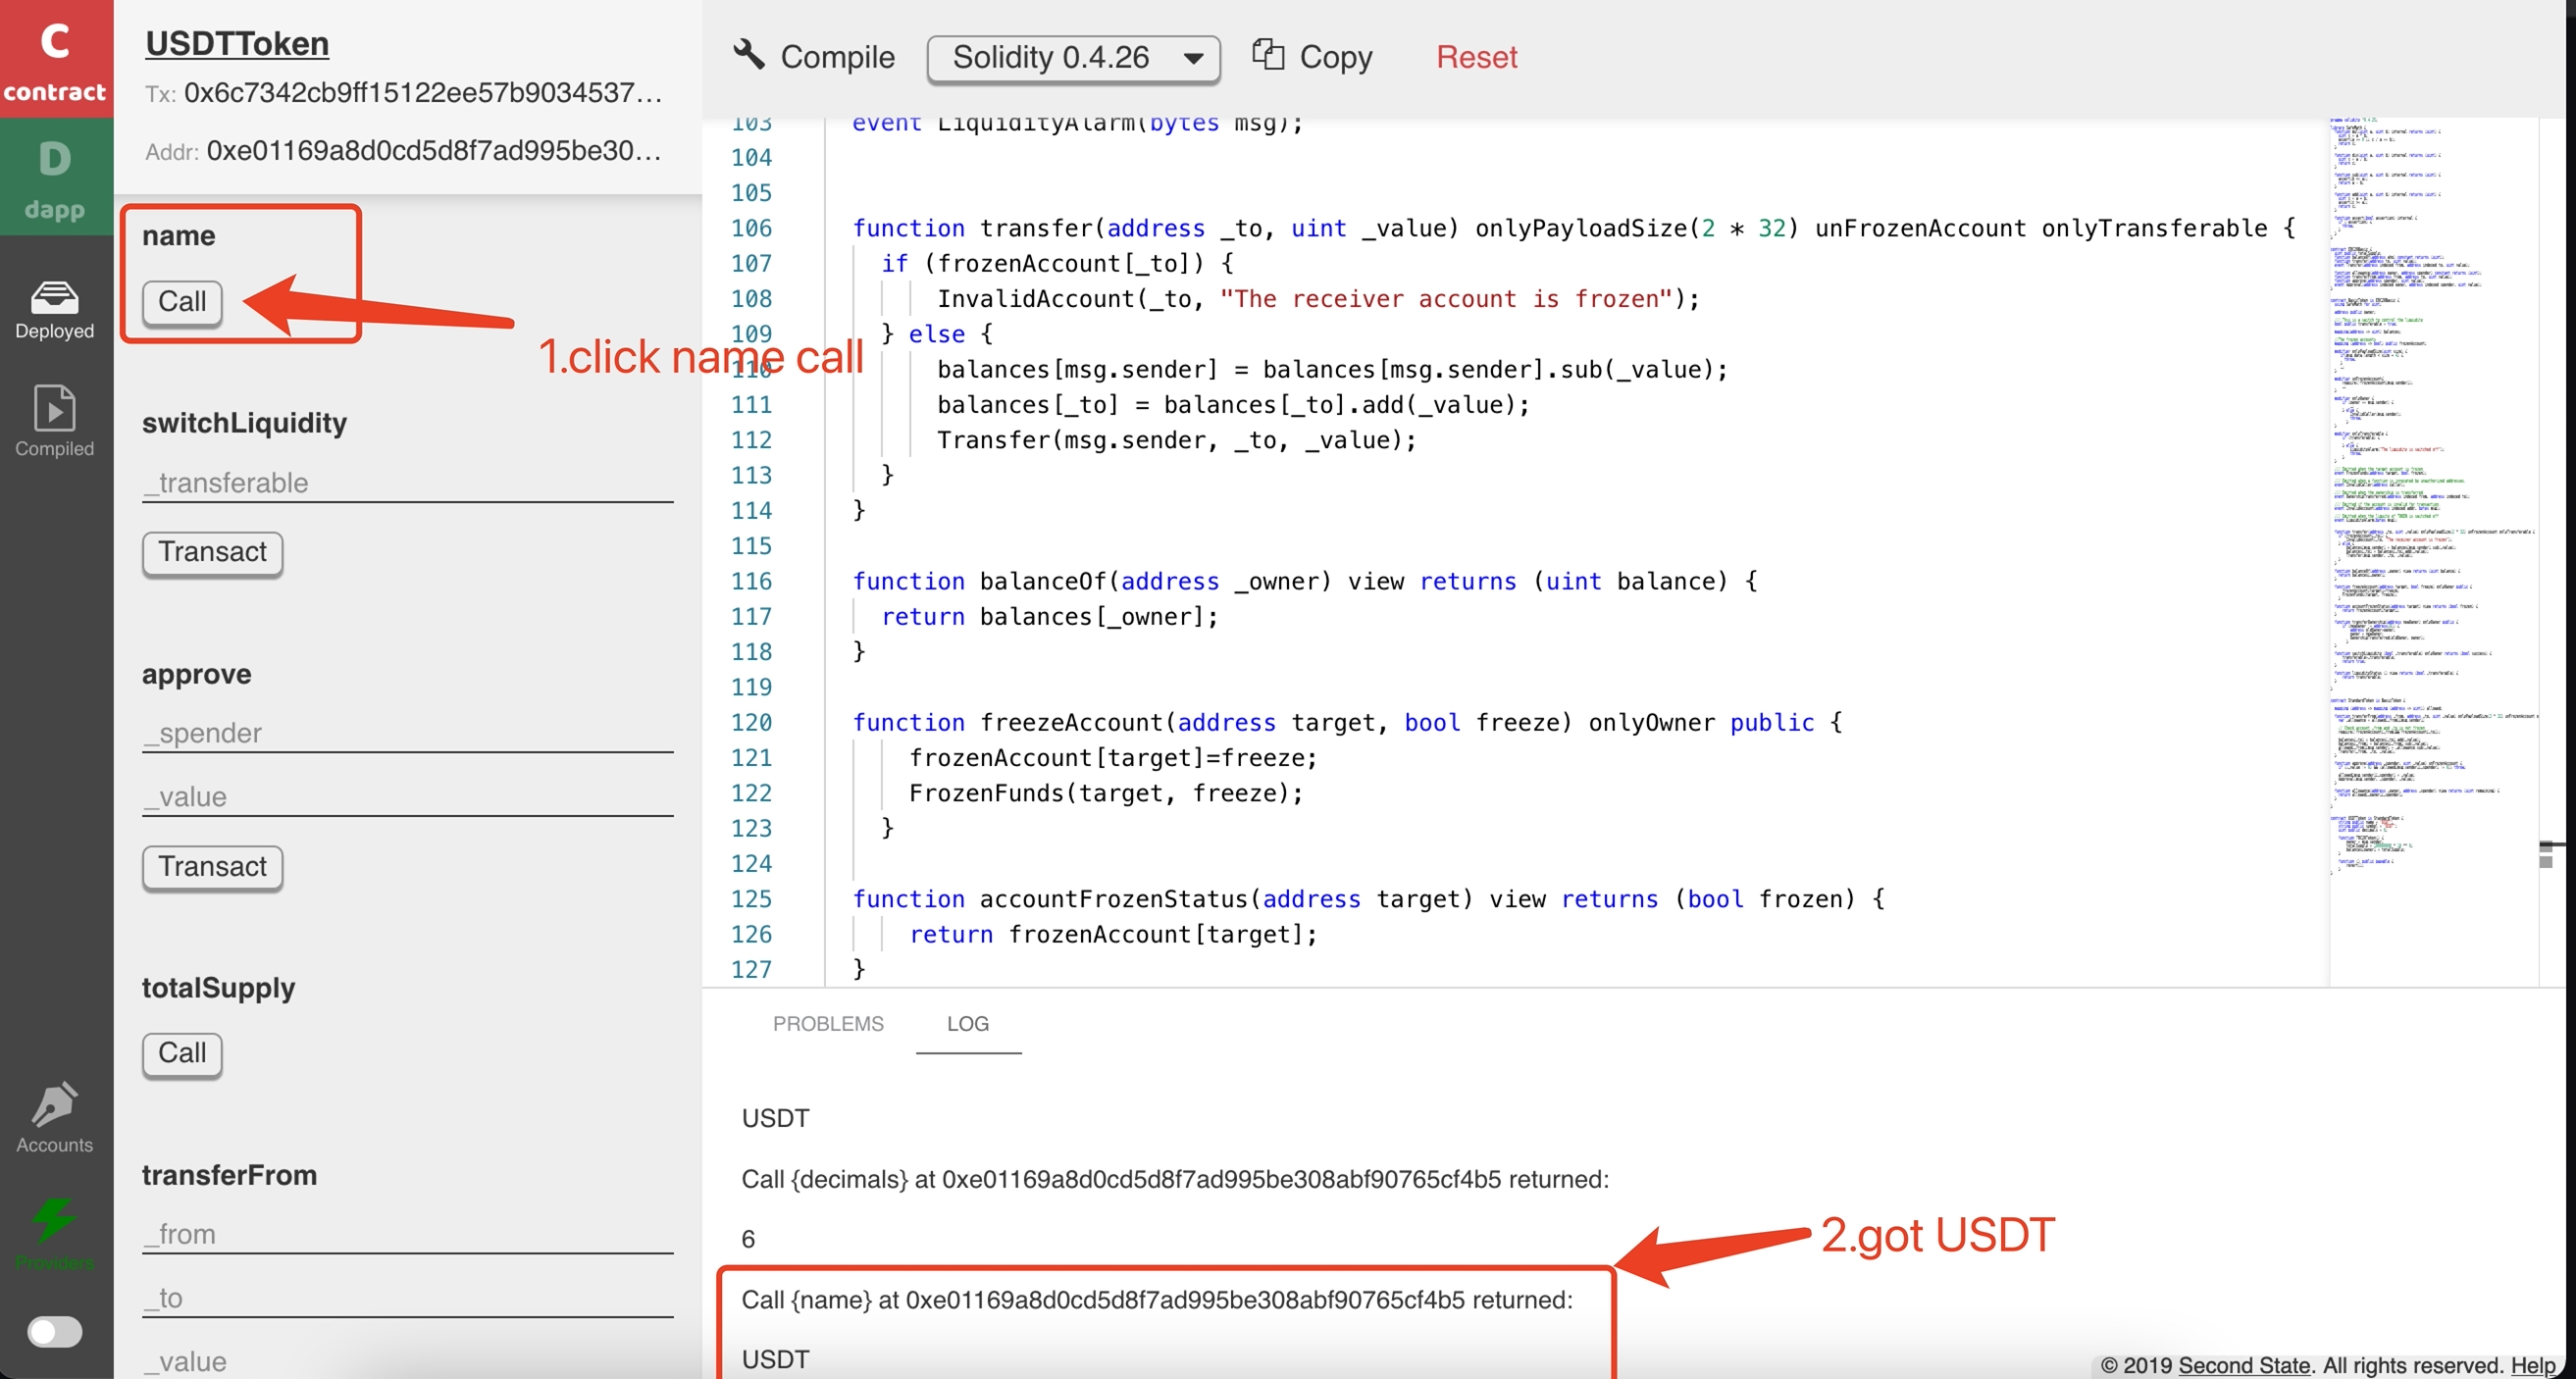 C
contract
D
dapp
Deployed
Compiled
Accounts
Providers
USDTToken
Tx: 0x6c7342cb9ff15122ee57b9034537...
Addr: 0xe01169a8d0cd5d8f7ad995be30...
name
Call
1.click name call
switchLiquidity
_transferable
Transact
approve
_spender
_value
Transact
totalSupply
Call
transferFrom
_from
_to
_value
Compile
Solidity 0.4.26
Copy
Reset
103 event LiquidityAlarm(bytes msg);
104
105
106 function transfer(address _to, uint _value) onlyPayloadSize(2 * 32) unFrozenAccount onlyTransferable {
107 if (frozenAccount[_to]) {
108 InvalidAccount(_to, "The receiver account is frozen");
109 } else {
110 balances[msg.sender] = balances[msg.sender].sub(_value);
111 balances[_to] = balances[_to].add(_value);
112 Transfer(msg.sender, _to, _value);
113 }
114 }
115
116 function balanceOf(address _owner) view returns (uint balance) {
117 return balances[_owner];
118 }
119
120 function freezeAccount(address target, bool freeze) onlyOwner public {
121 frozenAccount[target]=freeze;
122 FrozenFunds(target, freeze);
123 }
124
125 function accountFrozenStatus(address target) view returns (bool frozen) {
126 return frozenAccount[target];
127 }
PROBLEMS LOG
USDT
Call {decimals} at 0xe01169a8d0cd5d8f7ad995be308abf90765cf4b5 returned:
6
2.got USDT
Call {name} at 0xe01169a8d0cd5d8f7ad995be308abf90765cf4b5 returned:
USDT
© 2019 Second State. All rights reserved. Help